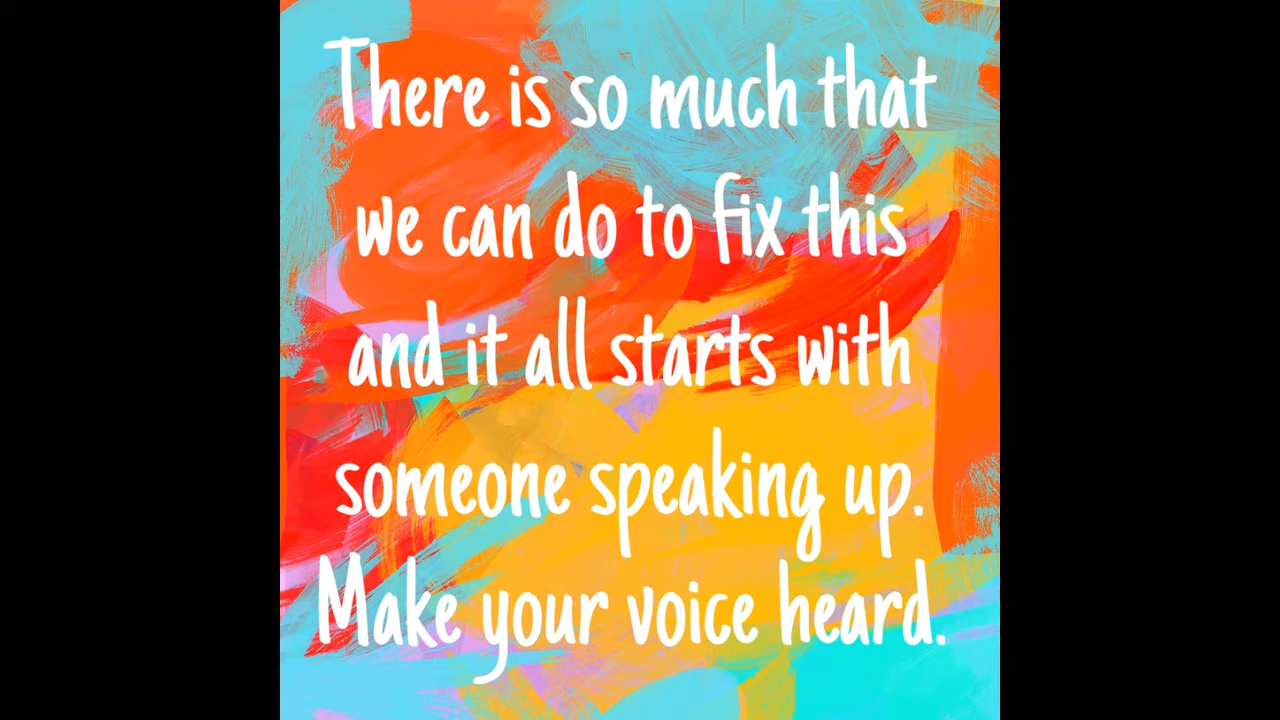 There is so much that
we can do to fix this
and it all starts with
someone speaking up.
Make your voice heard.